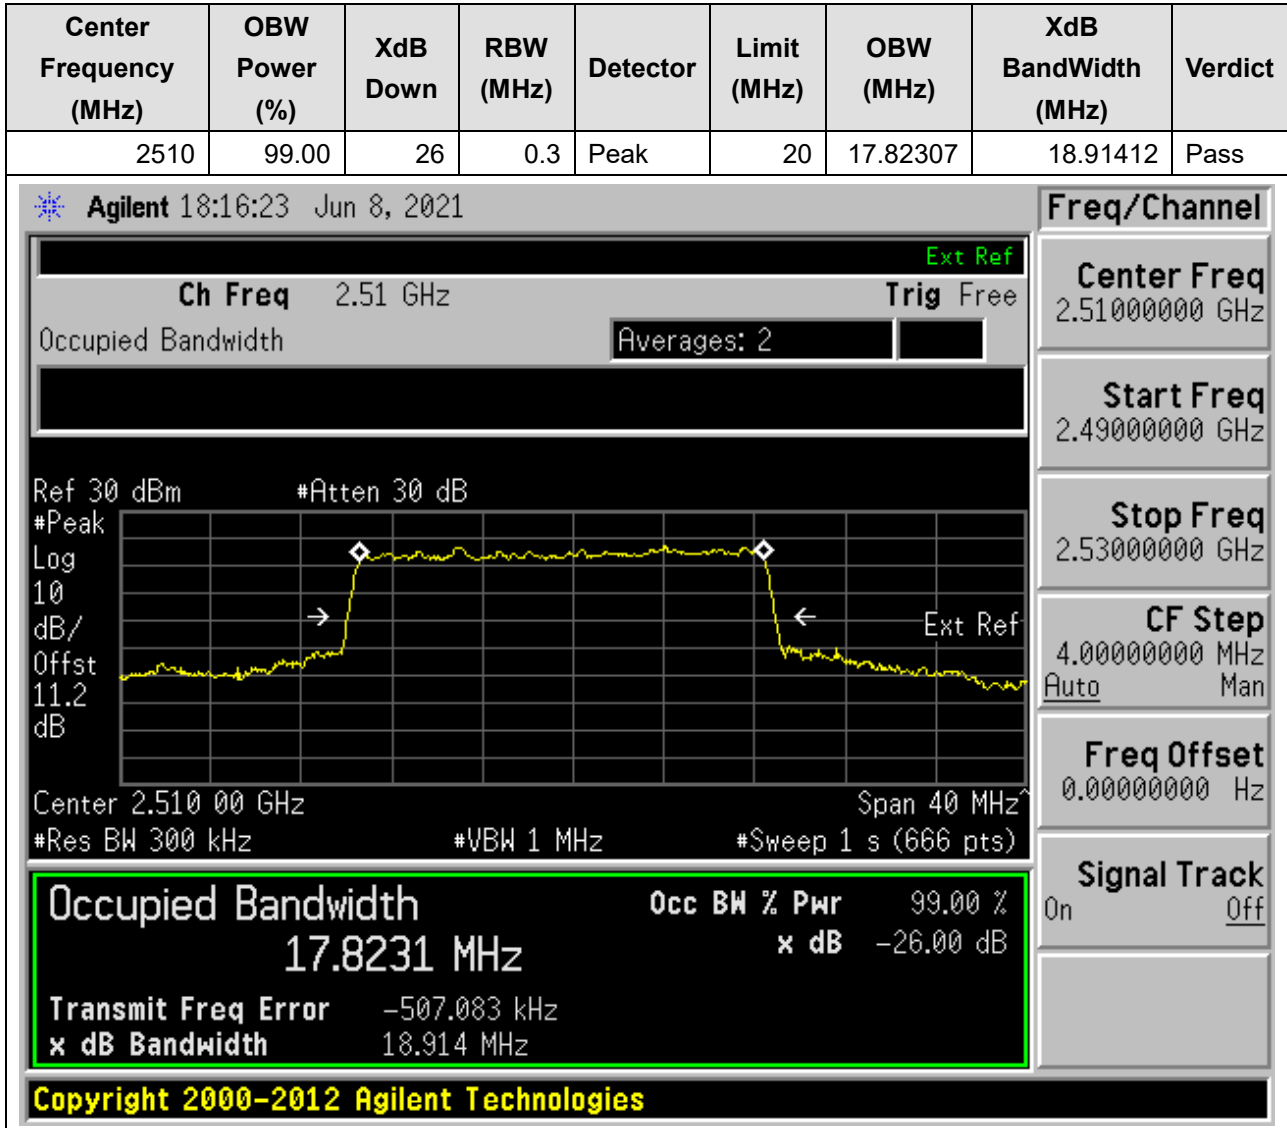 Center Frequency (MHz) OBW Power (%) XdB Down RBW (MHz) Detector Limit (MHz) OBW (MHz) XdB BandWidth (MHz) Verdict
2510 99.00 26 0.3 Peak 20 17.82307 18.91412 Pass
Agilent 18:16:23 Jun 8, 2021
Ext Ref
Ch Freq 2.51 GHz Trig Free
Occupied Bandwidth Averages: 2
Ref 30 dBm #Atten 30 dB
#Peak
Log
10
dB/
Offst
11.2
dB
Ext Ref
Center 2.510 00 GHz Span 40 MHz^
#Res BW 300 kHz #VBW 1 MHz #Sweep 1 s (666 pts)
Occupied Bandwidth Occ BW % Pwr 99.00 %
17.8231 MHz x dB -26.00 dB
Transmit Freq Error -507.083 kHz
x dB Bandwidth 18.914 MHz
Freq/Channel
Center Freq
2.51000000 GHz
Start Freq
2.49000000 GHz
Stop Freq
2.53000000 GHz
CF Step
4.00000000 MHz
Auto Man
Freq Offset
0.00000000 Hz
Signal Track
On Off
Copyright 2000-2012 Agilent Technologies